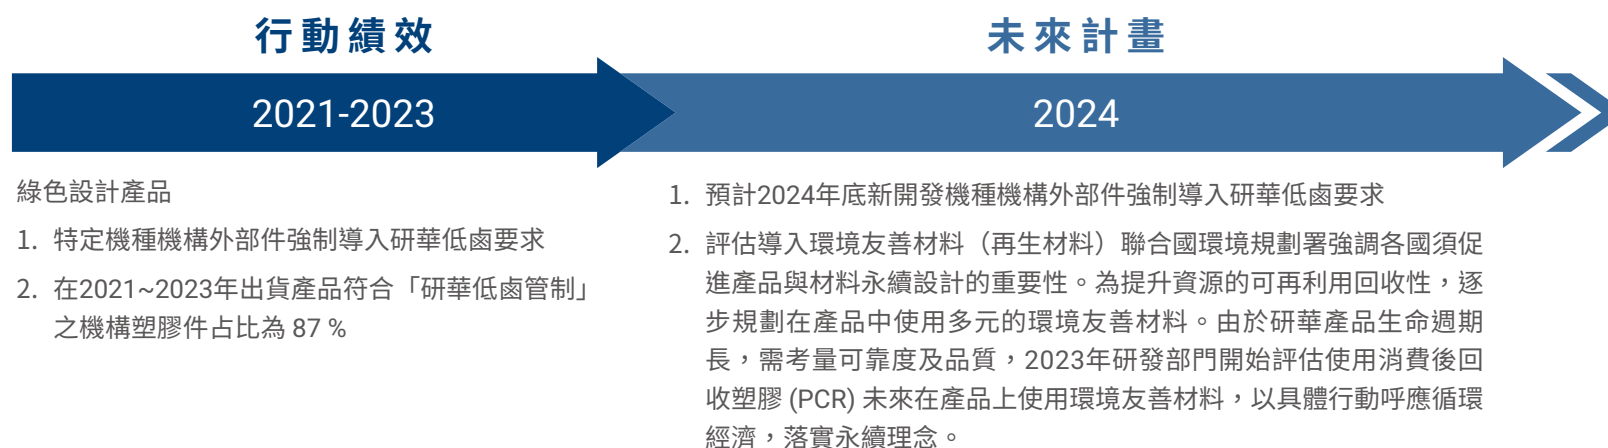 行動績效
未來計畫
2021-2023
2024
綠色設計產品
1. 特定機種機構外部件強制導入研華低鹵要求
2. 在2021~2023年出貨產品符合「研華低鹵管制」
之機構塑膠件占比為 87 %
1. 預計2024年底新開發機種機構外部件強制導入研華低鹵要求
2. 評估導入環境友善材料（再生材料）聯合國環境規劃署強調各國須促
進產品與材料永續設計的重要性。為提升資源的可再利用回收性，逐
步規劃在產品中使用多元的環境友善材料。由於研華產品生命週期
長，需考量可靠度及品質，2023年研發部門開始評估使用消費後回
收塑膠 (PCR) 未來在產品上使用環境友善材料，以具體行動呼應循環
經濟，落實永續理念。